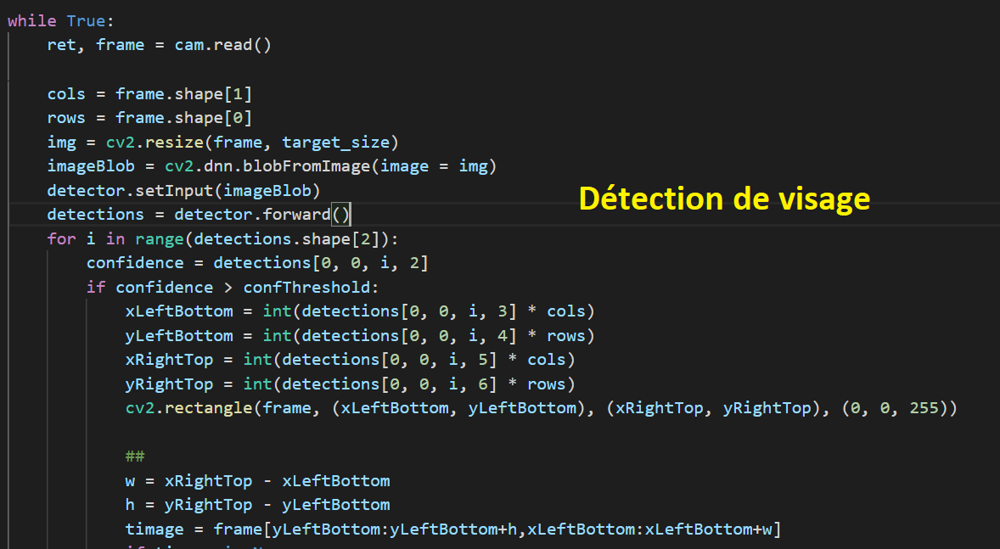 while True:
    ret, frame = cam.read()

    cols = frame.shape[1]
    rows = frame.shape[0]
    img = cv2.resize(frame, target_size)
    imageBlob = cv2.dnn.blobFromImage(image = img)
    detector.setInput(imageBlob)
Détection de visage
    detections = detector.forward()
    for i in range(detections.shape[2]):
        confidence = detections[0, 0, i, 2]
        if confidence > confThreshold:
            xLeftBottom = int(detections[0, 0, i, 3] * cols)
            yLeftBottom = int(detections[0, 0, i, 4] * rows)
            xRightTop = int(detections[0, 0, i, 5] * cols)
            yRightTop = int(detections[0, 0, i, 6] * rows)
            cv2.rectangle(frame, (xLeftBottom, yLeftBottom), (xRightTop, yRightTop), (0, 0, 255))

            ##
            w = xRightTop - xLeftBottom
            h = yRightTop - yLeftBottom
            timage = frame[yLeftBottom:yLeftBottom+h,xLeftBottom:xLeftBottom+w]